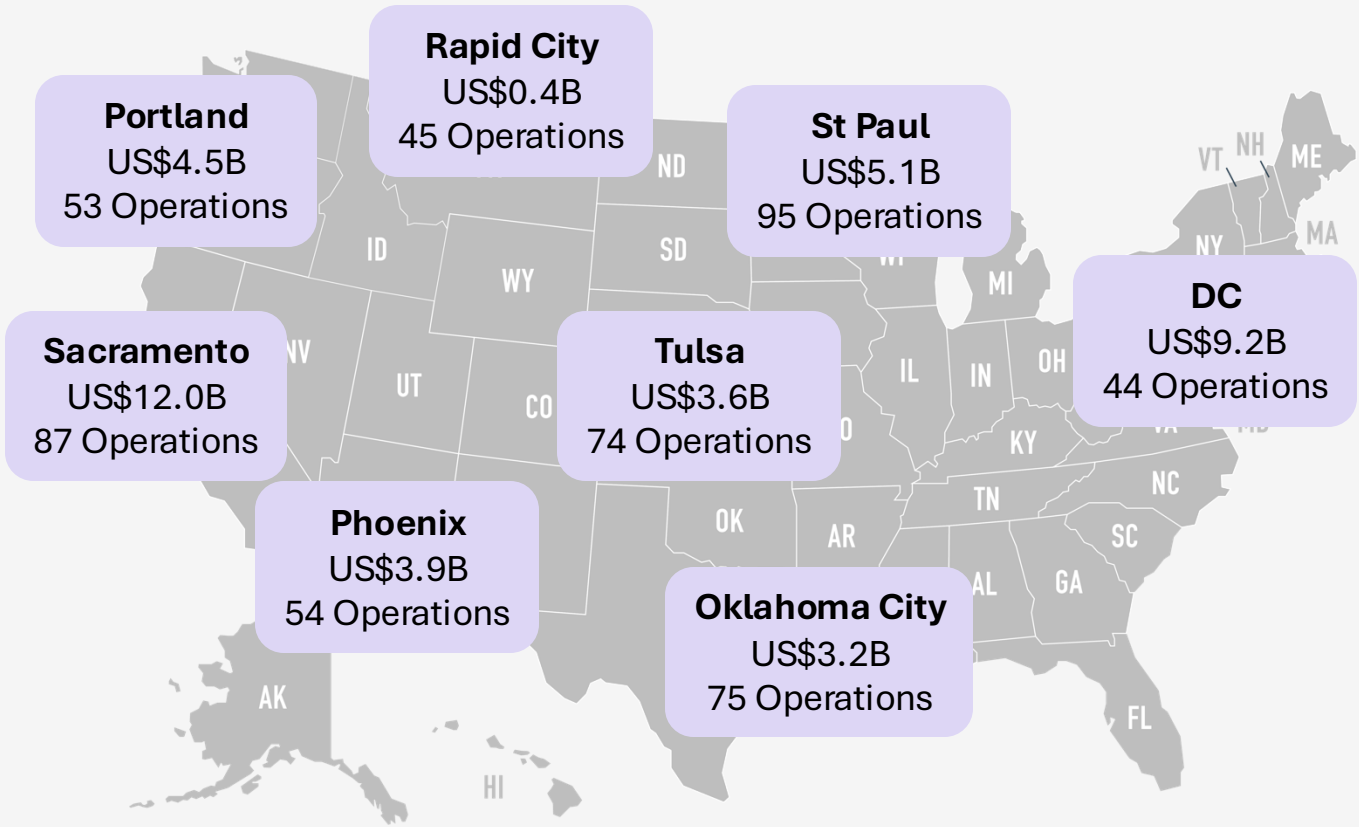 Rapid City
US$0.4B
45 Operations
Portland
US$4.5B
53 Operations
St Paul
US$5.1B
95 Operations
ND
VT
NH
ME
MA
NY
ID
SD
WY
WI
MI
DC
US$9.2B
44 Operations
Sacramento
US$12.0B
87 Operations
NV
UT
CO
Tulsa
US$3.6B
74 Operations
IL
IN
OH
KY
VA
MD
TN
NC
SC
Phoenix
US$3.9B
54 Operations
OK
AR
AL
GA
Oklahoma City
US$3.2B
75 Operations
AK
HI
FL